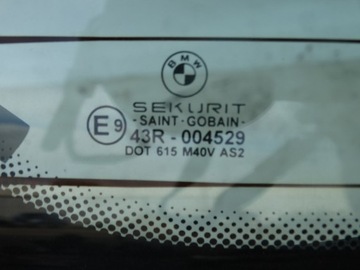 BMW
SEKURIT
- SAINT - GOBAIN -
E9 43R - 004529
DOT 615 M40V AS2